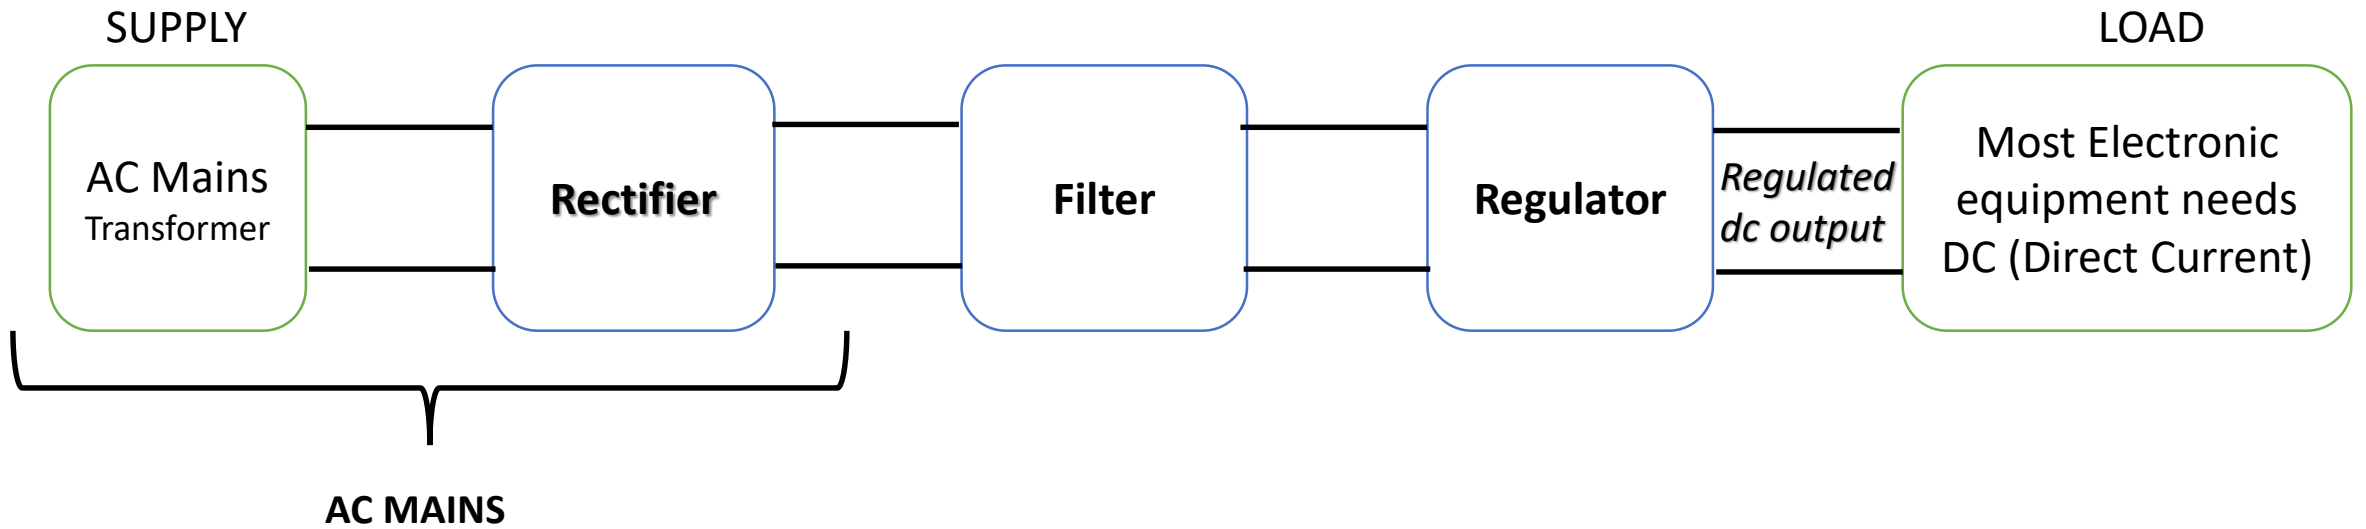 SUPPLY
LOAD
AC Mains
Transformer
Rectifier
Filter
Regulator
Regulated
dc output
Most Electronic
equipment needs
DC (Direct Current)
AC MAINS